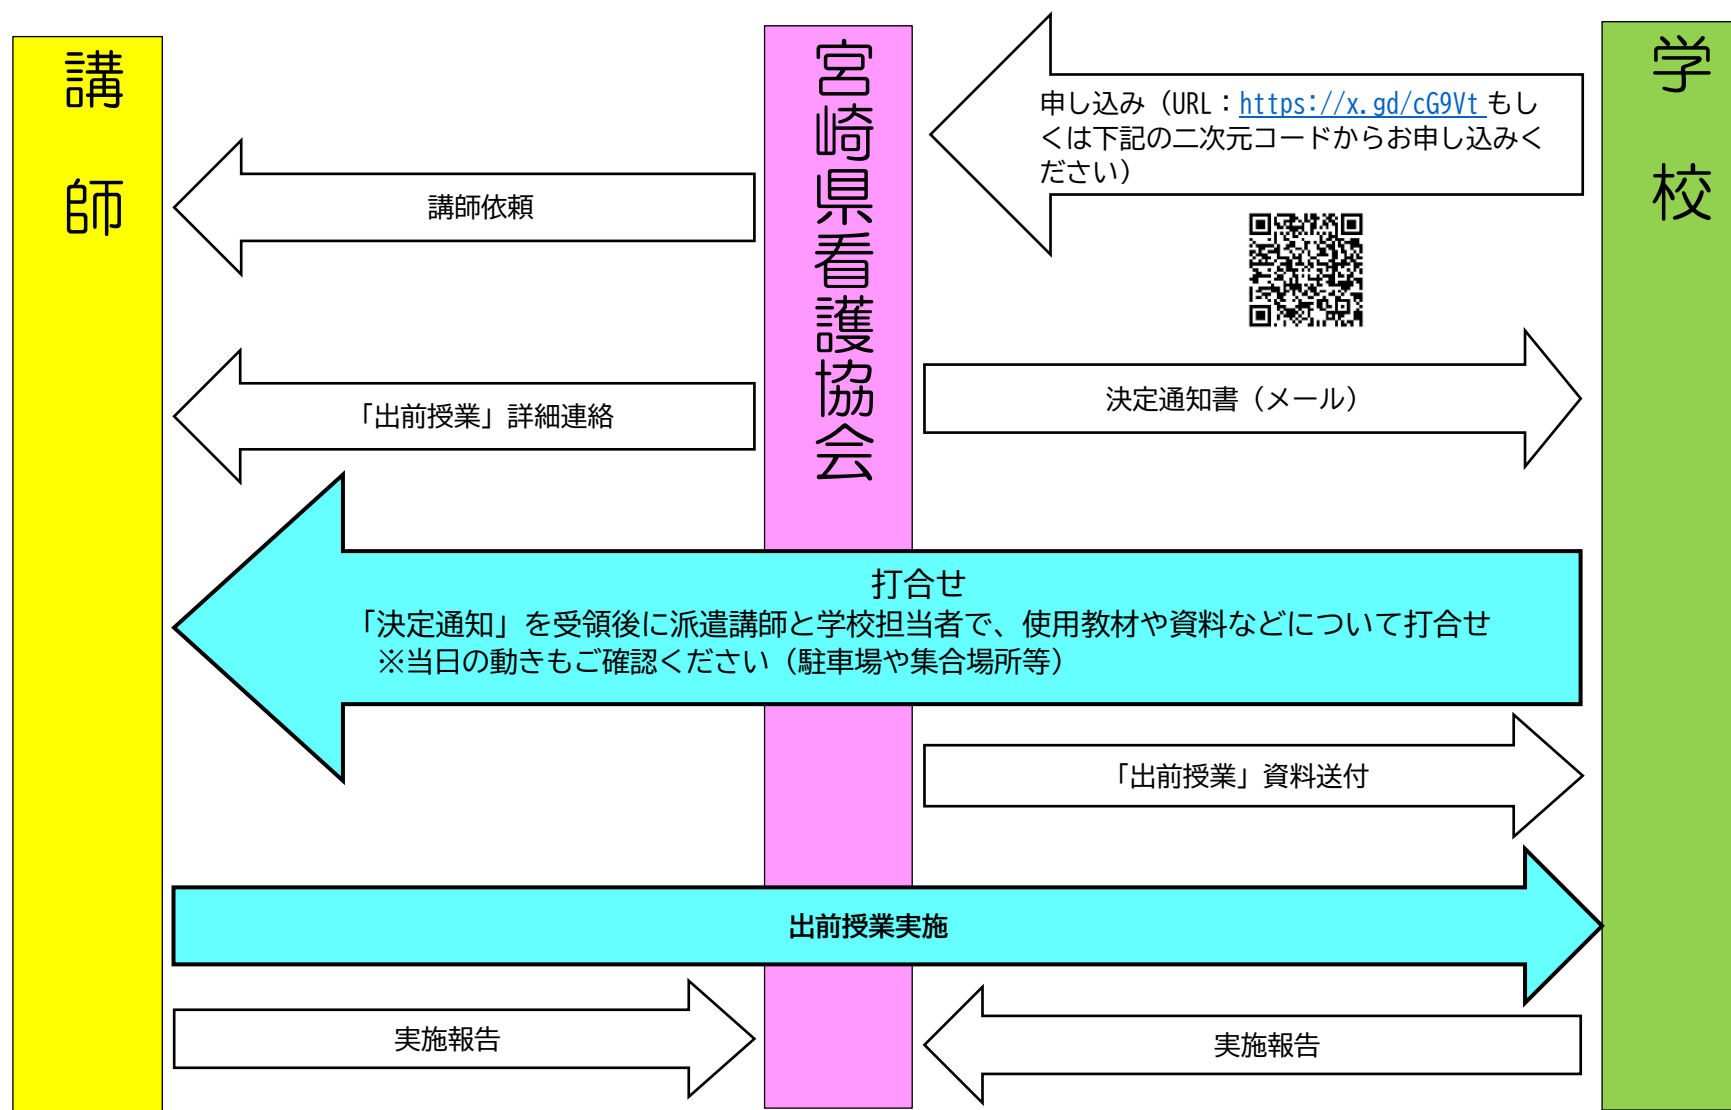 講師
宮崎県看護協会
学校
申し込み（URL：https://x.gd/cG9Vt もし
くは下記の二次元コードからお申し込みく
ださい）
講師依頼
「出前授業」詳細連絡
決定通知書（メール）
打合せ
「決定通知」を受領後に派遣講師と学校担当者で、使用教材や資料などについて打合せ
※当日の動きもご確認ください（駐車場や集合場所等）
「出前授業」資料送付
出前授業実施
実施報告
実施報告